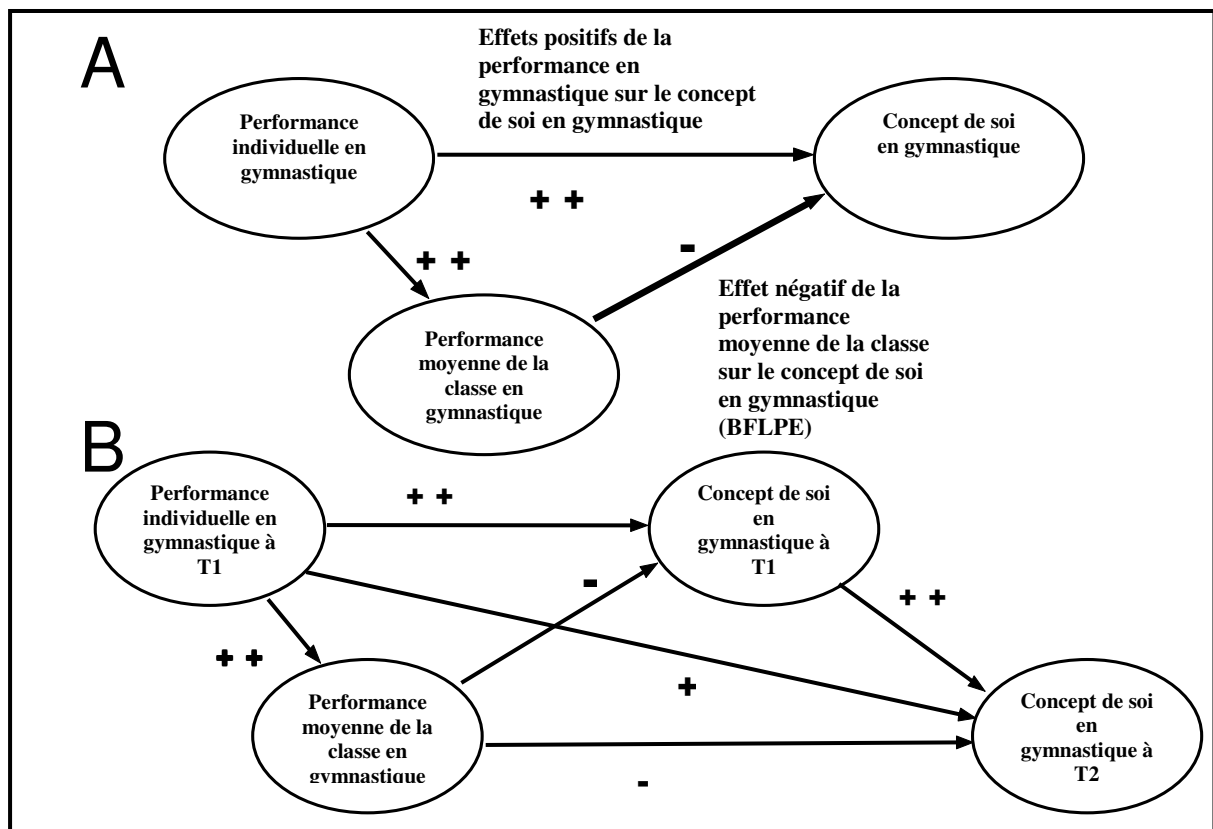 A
Effets positifs de la
performance en
gymnastique sur le concept
de soi en gymnastique
Performance
individuelle en
gymnastique
Concept de soi
en gymnastique
+ +
+ +
-
Performance
moyenne de la
classe en
gymnastique
Effet négatif de la
performance
moyenne de la classe
sur le concept de soi
en gymnastique
(BFLPE)
B
Performance
individuelle en
gymnastique à
T1
+ +
Concept de soi
en
gymnastique à
T1
-
+ +
+ +
+
Performance
moyenne de la
classe en
gymnastique
-
Concept de soi
en
gymnastique à
T2